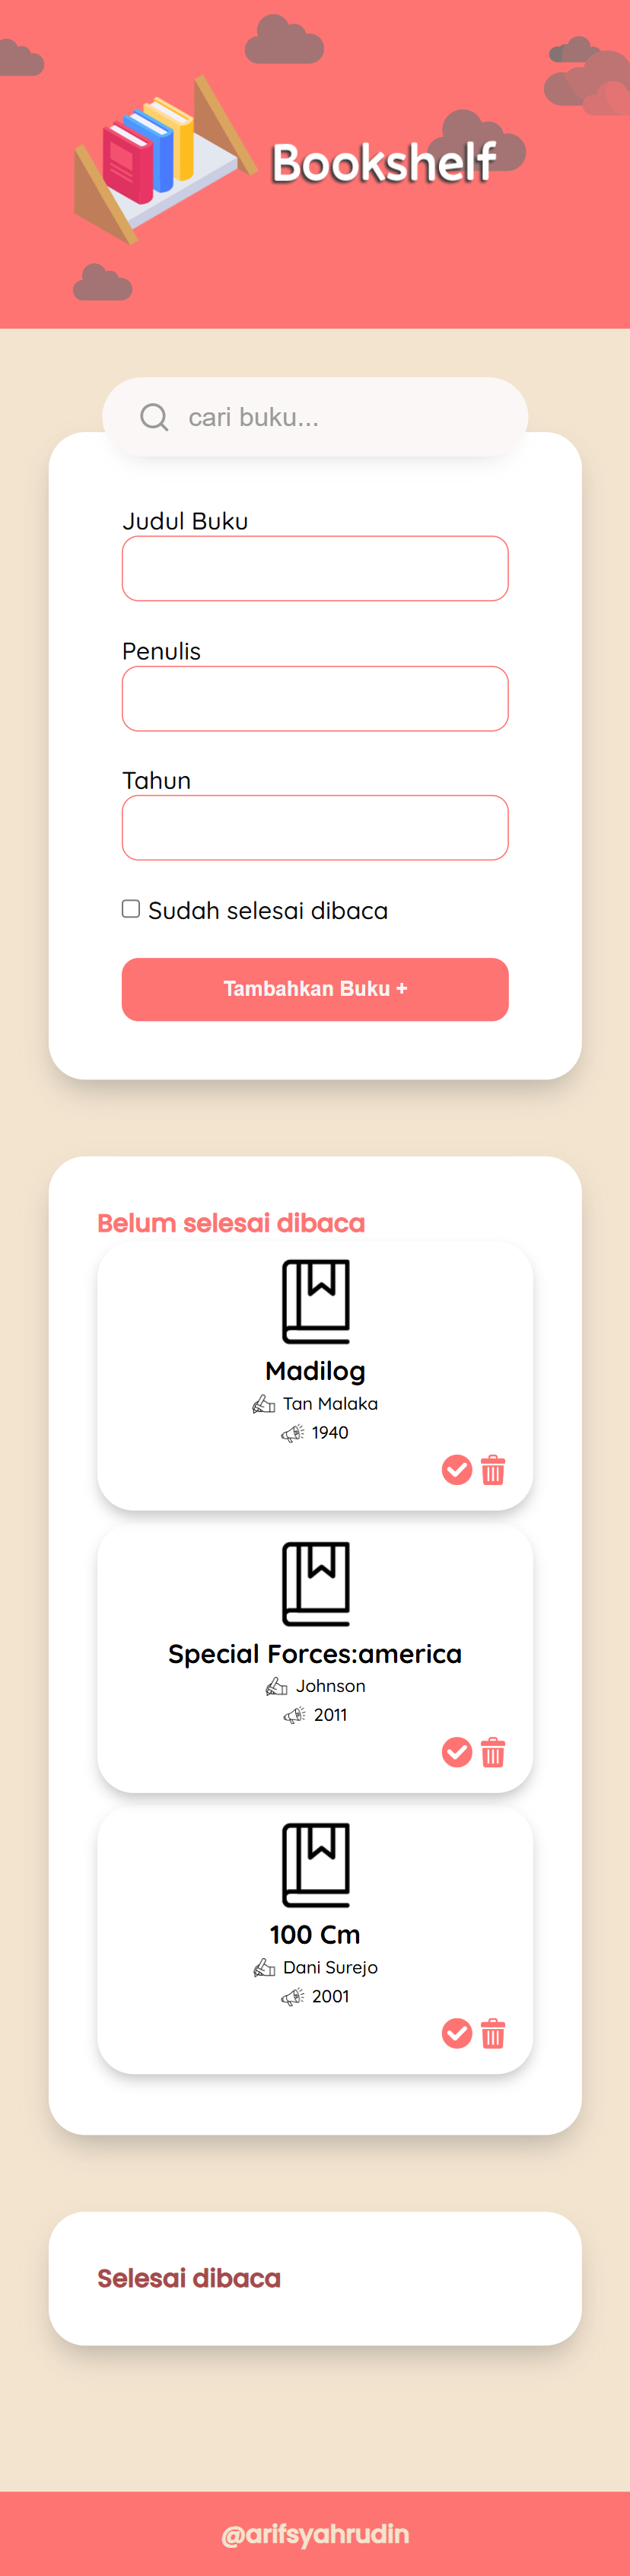 Bookshelf
cari buku...
Judul Buku
Penulis
Tahun
Sudah selesai dibaca
Tambahkan Buku +
Belum selesai dibaca
Madilog
Tan Malaka
1940
Special Forces:america
Johnson
2011
100 Cm
Dani Surejo
2001
Selesai dibaca
@arifsyahrudin